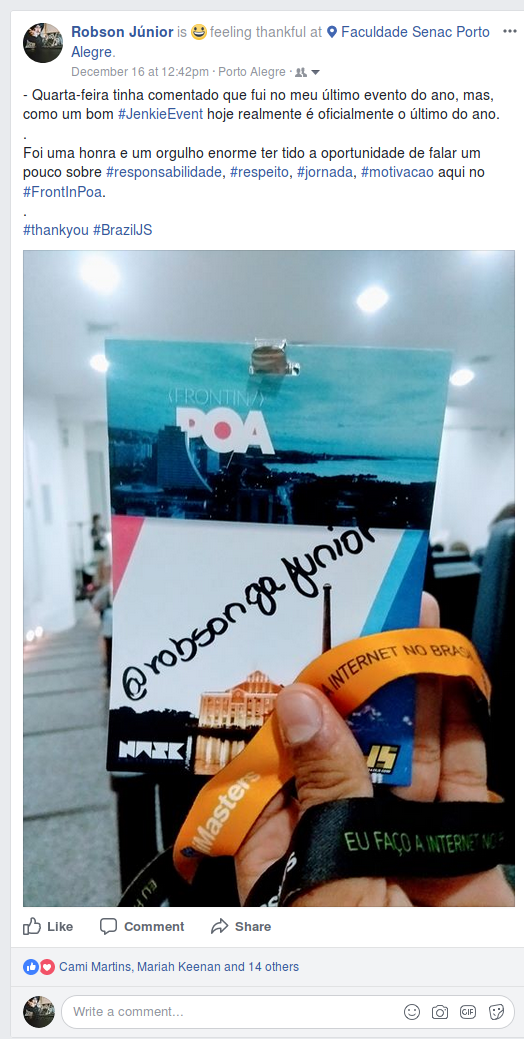 Robson Júnior is feeling thankful at Faculdade Senac Porto
Alegre.
December 16 at 12:42pm · Porto Alegre ·
- Quarta-feira tinha comentado que fui no meu último evento do ano, mas,
como um bom #JenkieEvent hoje realmente é oficialmente o último do ano.
.
Foi uma honra e um orgulho enorme ter tido a oportunidade de falar um
pouco sobre #responsabilidade, #respeito, #jornada, #motivacao aqui no
#FrontInPoa.
.
#thankyou #BrazilJS
⟨FRONTIN/⟩
POA
@robsongajunior
A INTERNET NO BRASIL
JS
iMasters
EU FAÇO A INTERNET NO
EU F
Like Comment Share
Cami Martins, Mariah Keenan and 14 others
Write a comment...
GIF